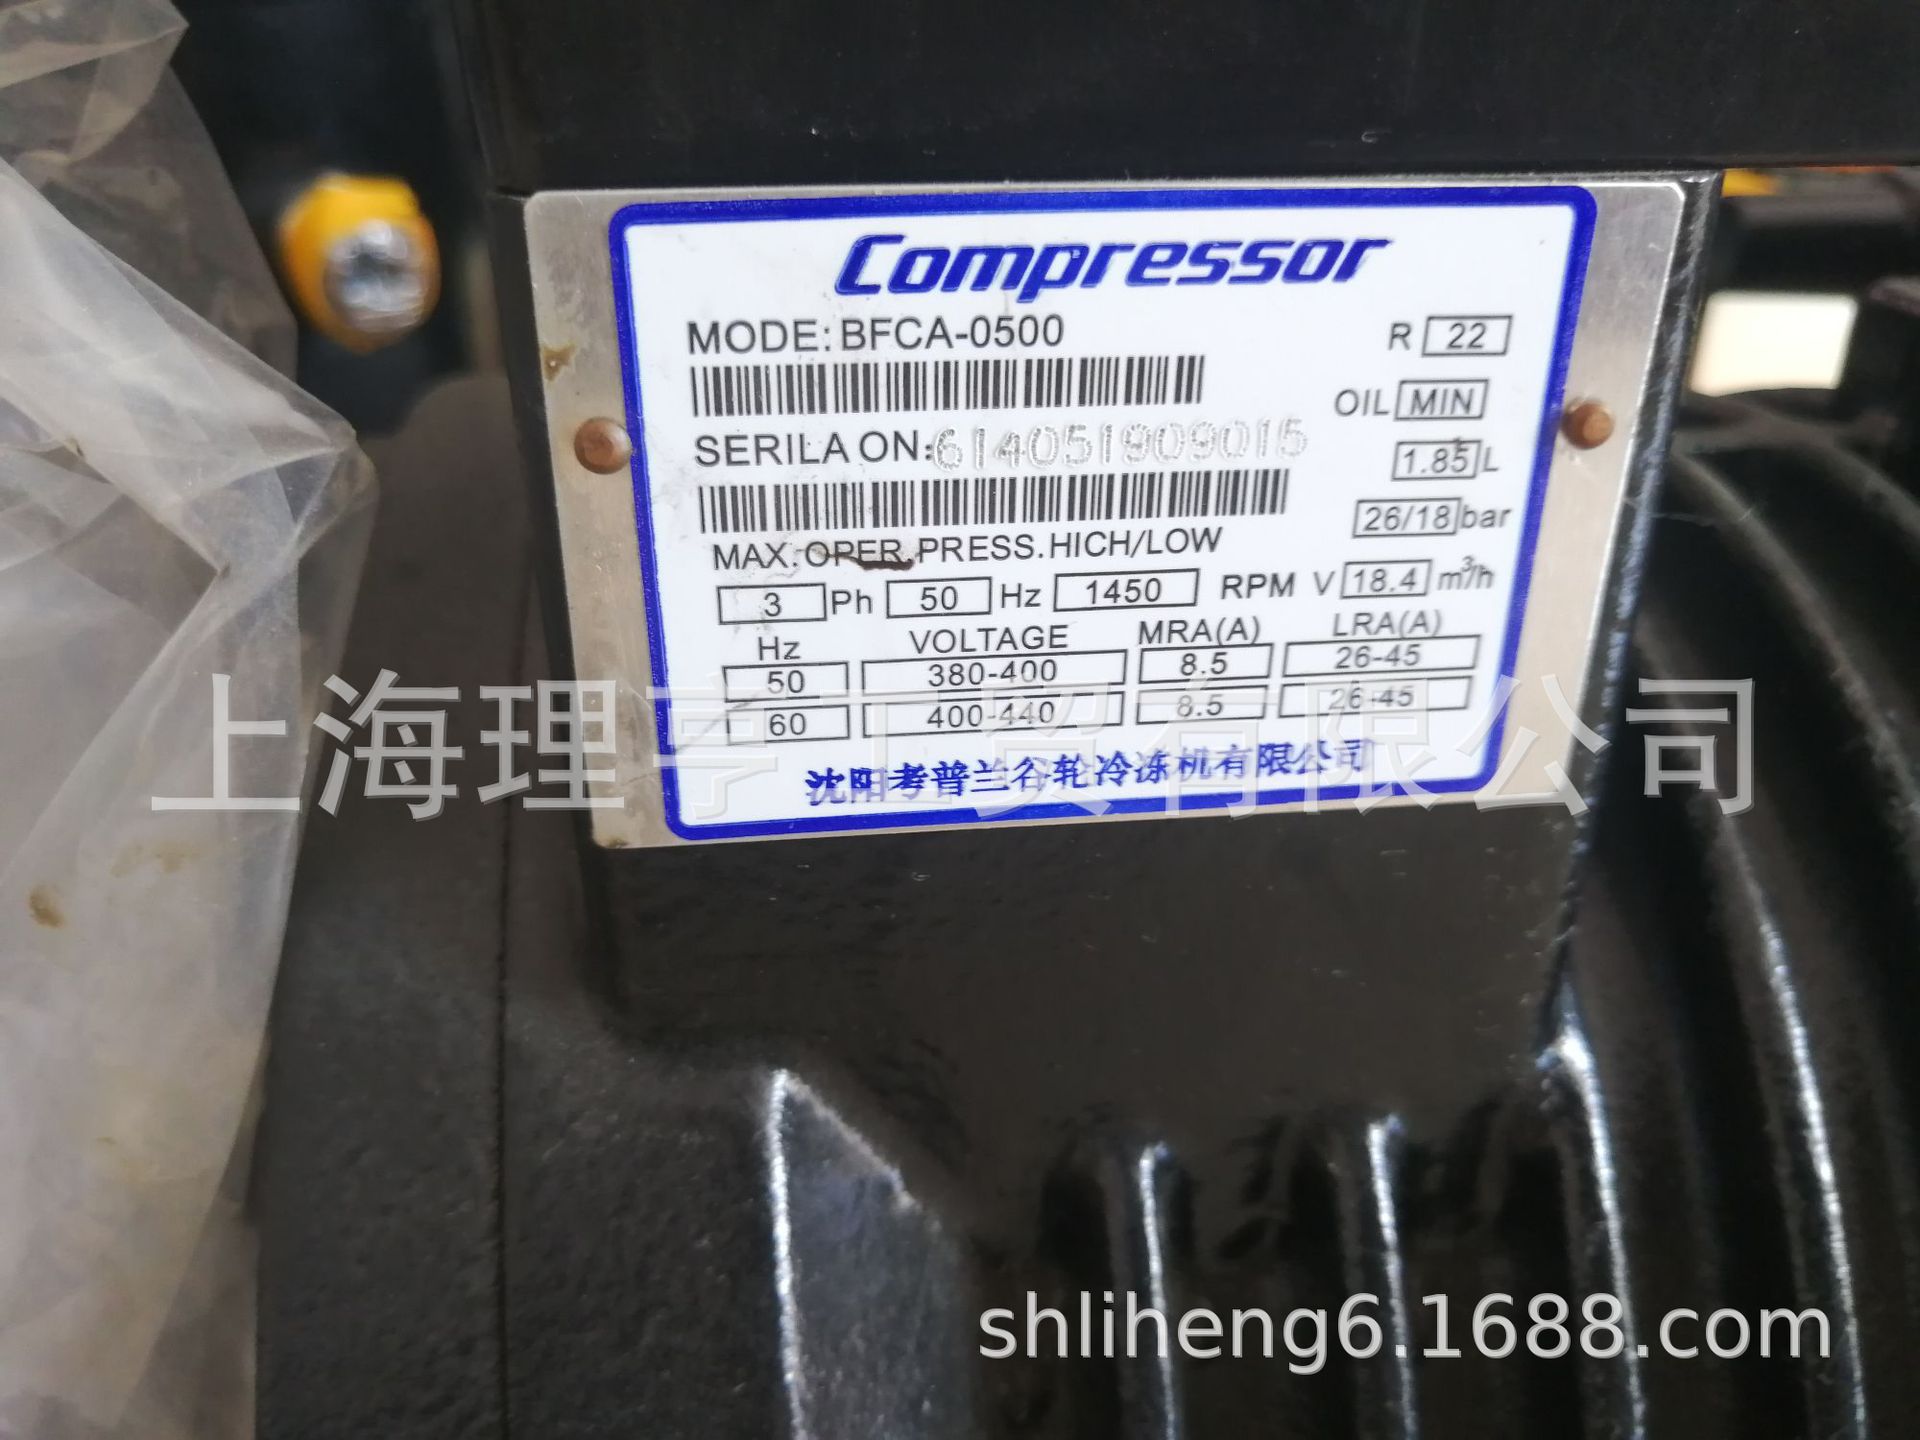 Compressor
MODE: BFCA-0500
R 22
OIL MIN
SERILA ON: 614051909015
1.85 L
26/18 bar
MAX. OPER. PRESS. HICH/LOW
3 Ph 50 Hz 1450 RPM V 18.4 m³/h
Hz VOLTAGE MRA(A) LRA(A)
50 380-400 8.5 26-45
60 400-440 8.5 26-45
沈阳考普兰谷轮冷冻机有限公司
上海理亨工贸有限公司
shliheng6.1688.com